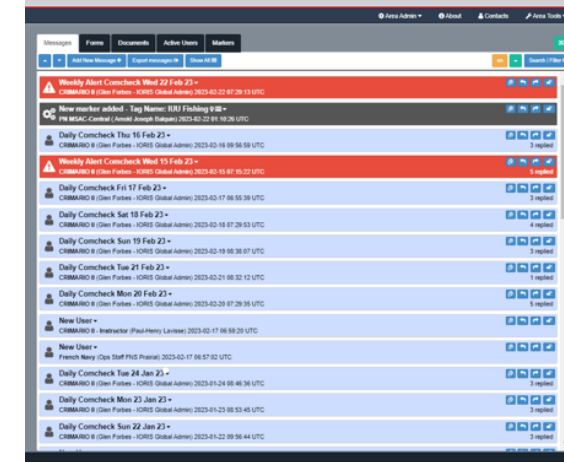 Area Admin
About
Contacts
Area Tools
Messages Forms Documents Active Users Markers
Add New Message Export messages Show All
Search | Filter
Weekly Alert Comcheck Wed 22 Feb 23
CRIMARIO II (Glen Forbes - IORIS Global Admin) 2023-02-22 07:29:13 UTC
New marker added - Tag Name: IUU Fishing
PN MSAC-Central ( Arnold Joseph Balquin) 2023-02-22 01:10:26 UTC
Daily Comcheck Thu 16 Feb 23
CRIMARIO II (Glen Forbes - IORIS Global Admin) 2023-02-16 09:56:59 UTC
3 replied
Weekly Alert Comcheck Wed 15 Feb 23
CRIMARIO II (Glen Forbes - IORIS Global Admin) 2023-02-15 07:15:22 UTC
5 replied
Daily Comcheck Fri 17 Feb 23
CRIMARIO II (Glen Forbes - IORIS Global Admin) 2023-02-17 06:55:39 UTC
3 replied
Daily Comcheck Sat 18 Feb 23
CRIMARIO II (Glen Forbes - IORIS Global Admin) 2023-02-18 07:29:53 UTC
4 replied
Daily Comcheck Sun 19 Feb 23
CRIMARIO II (Glen Forbes - IORIS Global Admin) 2023-02-19 00:38:07 UTC
3 replied
Daily Comcheck Tue 21 Feb 23
CRIMARIO II (Glen Forbes - IORIS Global Admin) 2023-02-21 08:32:12 UTC
1 replied
Daily Comcheck Mon 20 Feb 23
CRIMARIO II (Glen Forbes - IORIS Global Admin) 2023-02-20 07:29:35 UTC
5 replied
New User
CRIMARIO II - Instructor (Paul-Henry Lavisse) 2023-02-17 06:59:29 UTC
New User
French Navy (Ops Staff FNS Prairial) 2023-02-17 06:57:02 UTC
Daily Comcheck Tue 24 Jan 23
CRIMARIO II (Glen Forbes - IORIS Global Admin) 2023-01-24 08:46:36 UTC
3 replied
Daily Comcheck Mon 23 Jan 23
CRIMARIO II (Glen Forbes - IORIS Global Admin) 2023-01-23 08:53:45 UTC
3 replied
Daily Comcheck Sun 22 Jan 23
CRIMARIO II (Glen Forbes - IORIS Global Admin) 2023-01-22 09:56:44 UTC
3 replied